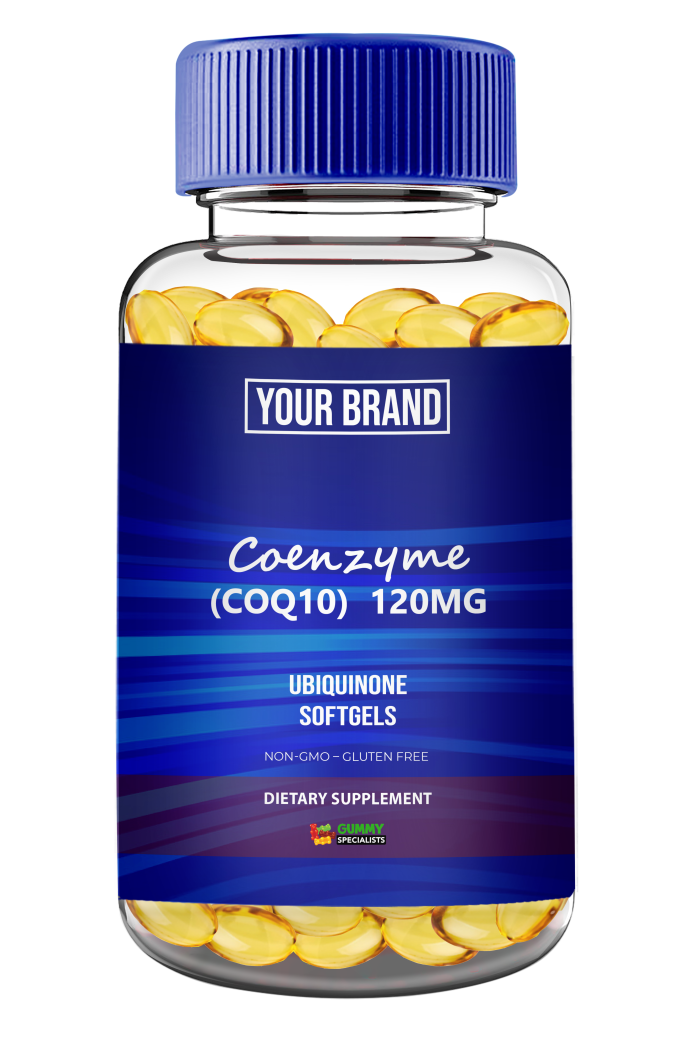 YOUR BRAND
Coenzyme
(COQ10) 120MG
UBIQUINONE
SOFTGELS
NON-GMO – GLUTEN FREE
DIETARY SUPPLEMENT
GUMMY
SPECIALISTS